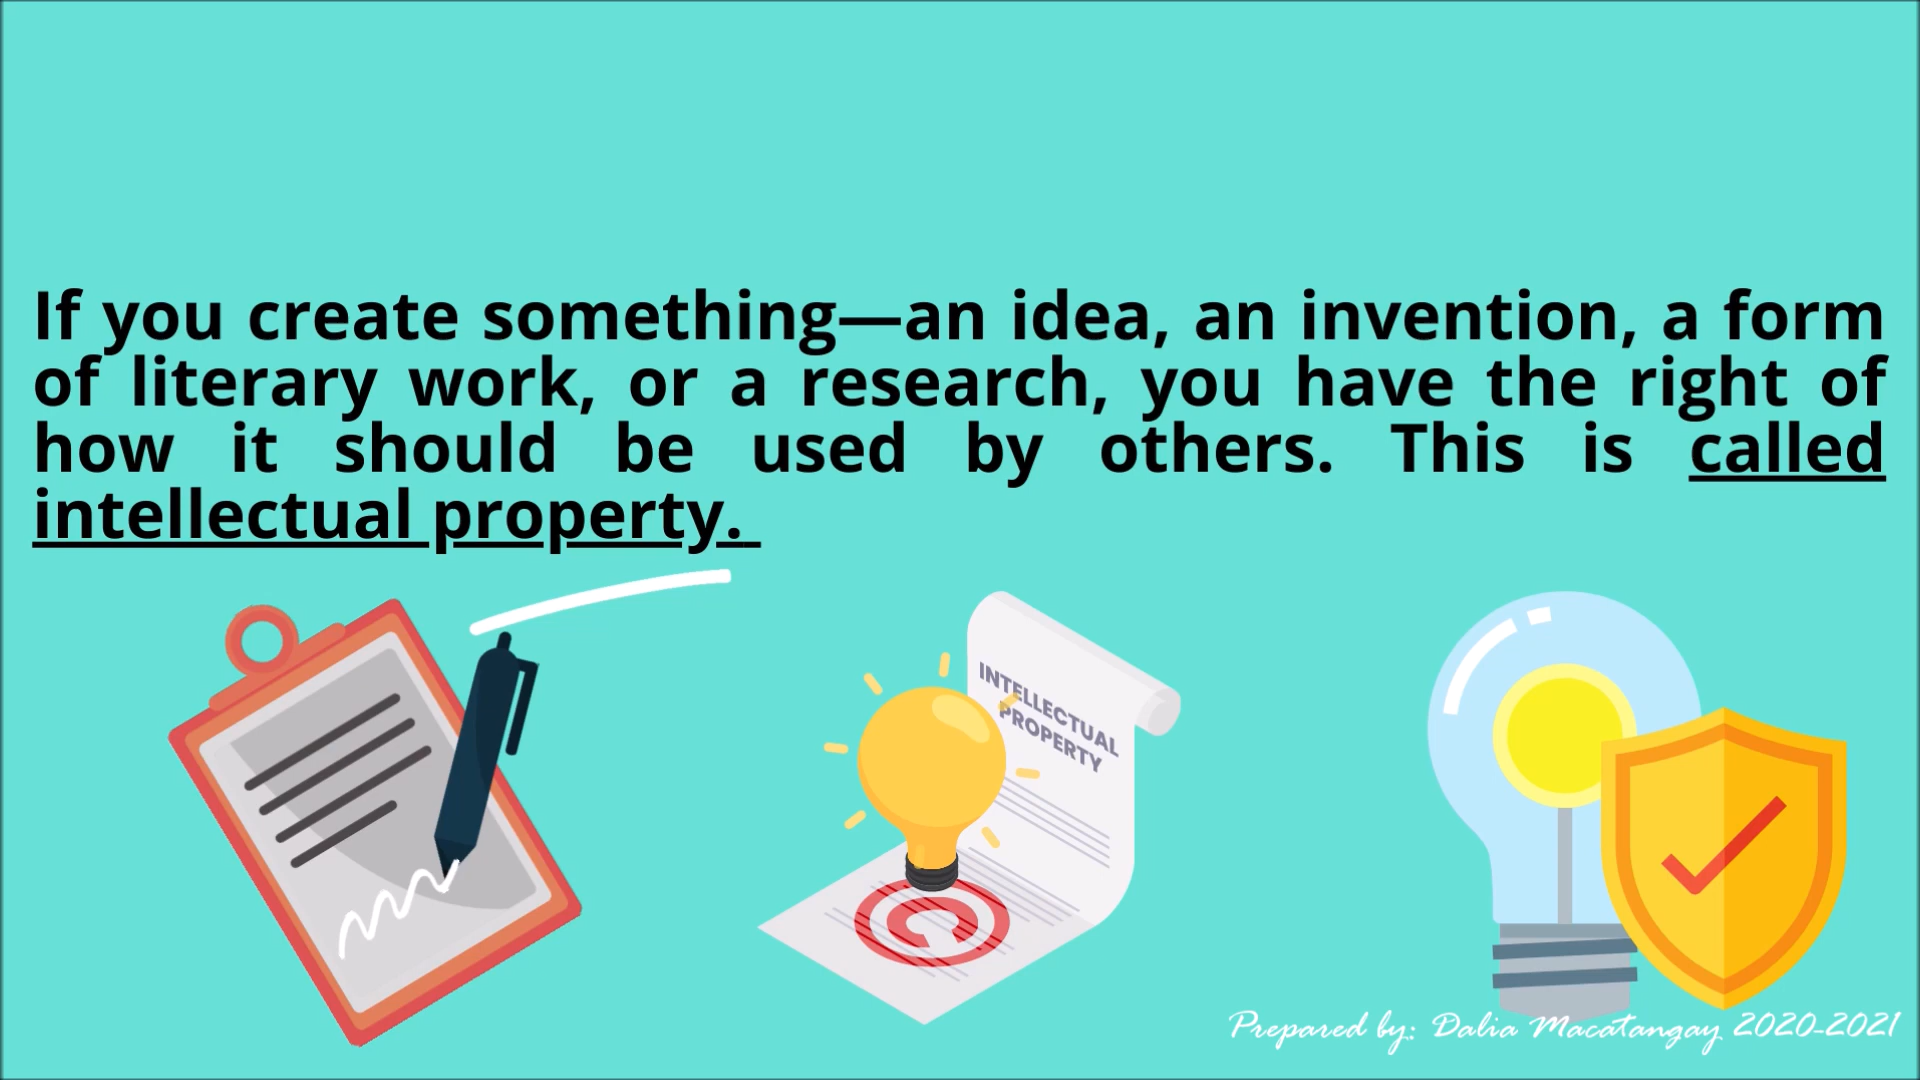 If you create something—an idea, an invention, a form
of literary work, or a research, you have the right of
how it should be used by others. This is called
intellectual property.
INTELLECTUAL
PROPERTY
C
Prepared by: Dalia Macatangay 2020-2021